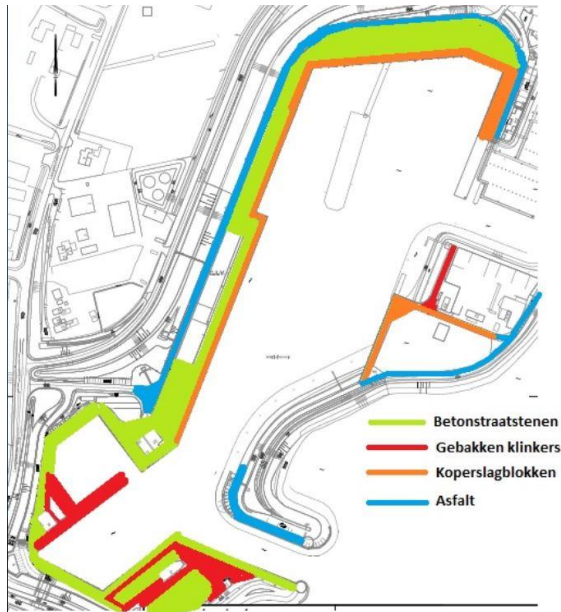 Betonstraatstenen
Gebakken klinkers
Koperslagblokken
Asfalt